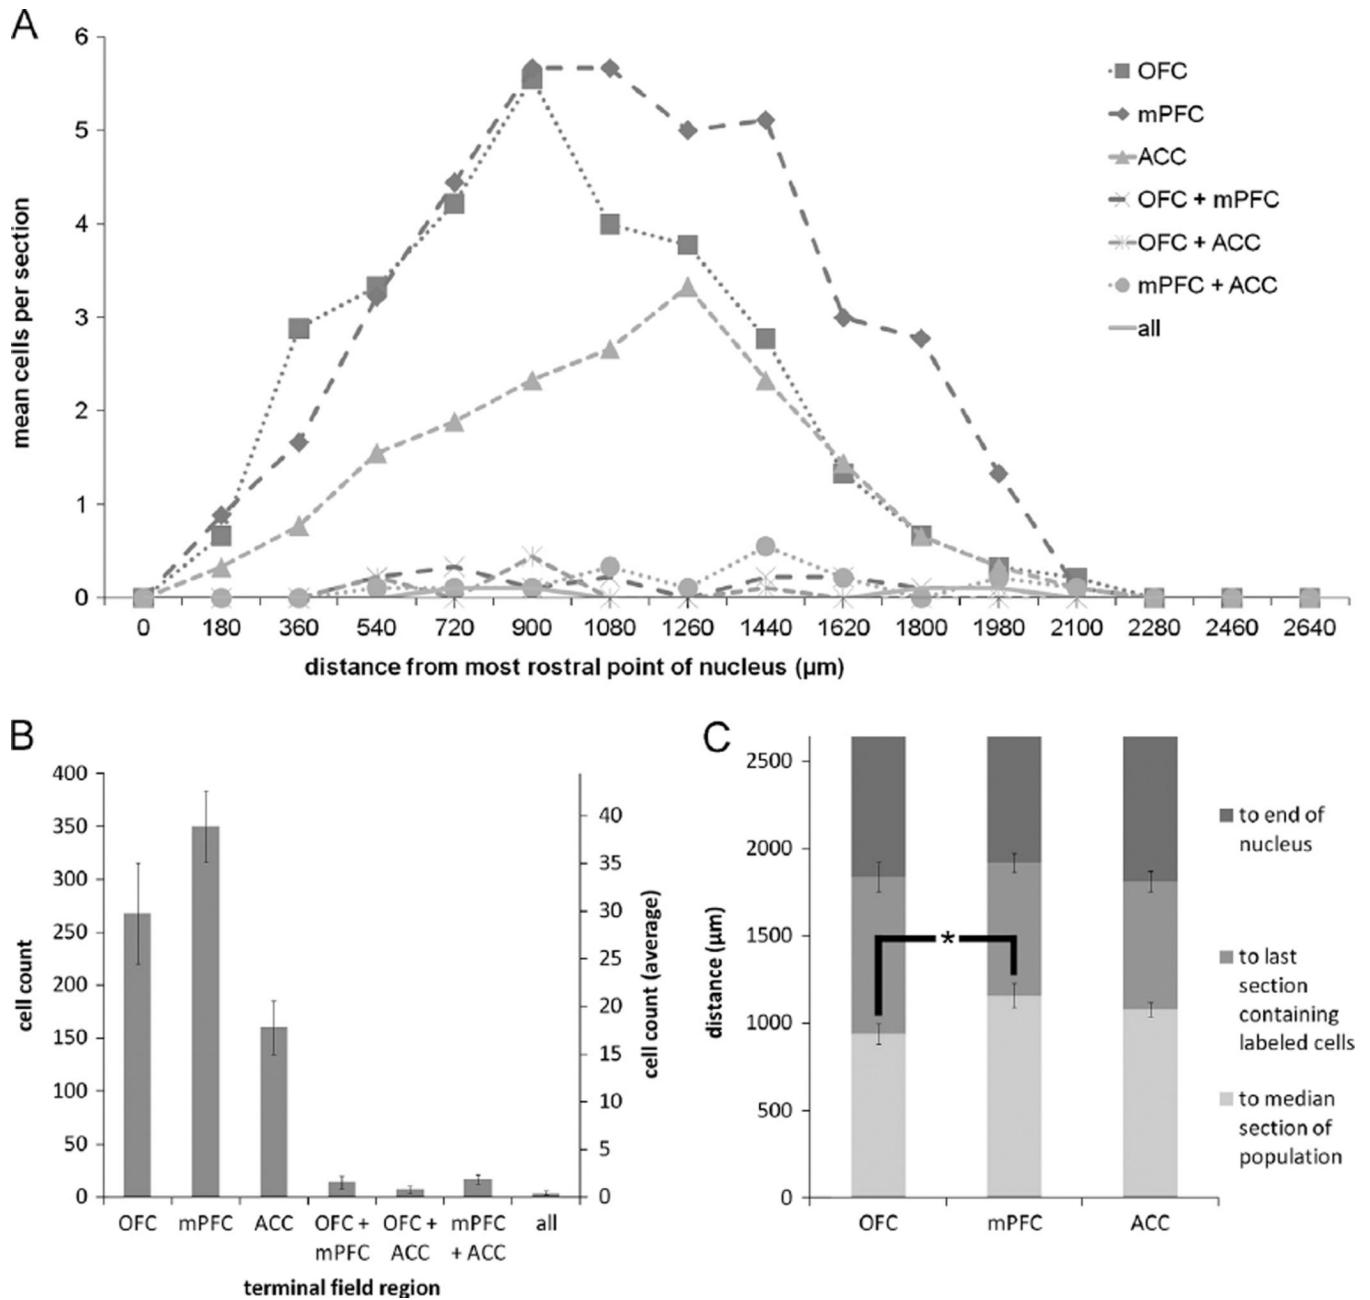 A
6
5
4
3
2
1
0
mean cells per section
0 180 360 540 720 900 1080 1260 1440 1620 1800 1980 2100 2280 2460 2640
distance from most rostral point of nucleus (µm)
OFC
mPFC
ACC
OFC + mPFC
OFC + ACC
mPFC + ACC
all
B
400
350
300
250
200
150
100
50
0
cell count
40
35
30
25
20
15
10
5
0
cell count (average)
OFC mPFC ACC OFC + OFC + mPFC all
mPFC ACC + ACC
terminal field region
C
2500
2000
1500
1000
500
0
distance (µm)
*
OFC mPFC ACC
to end of
nucleus
to last
section
containing
labeled cells
to median
section of
population